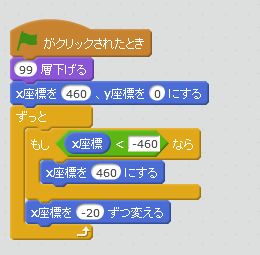 がクリックされたとき
99 層下げる
x座標を 460 、y座標を 0 にする
ずっと
もし x座標 < -460 なら
x座標を 460 にする
x座標を -20 ずつ変える